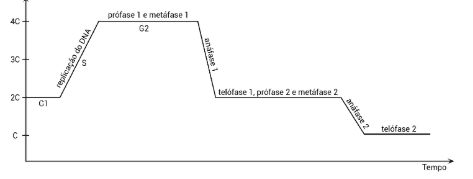 prófase 1 e metáfase 1
4C
G2
replicação do DNA
S
anáfase 1
3C
2C
G1
telófase 1, prófase 2 e metáfase 2
anáfase 2
C
telófase 2
Tempo